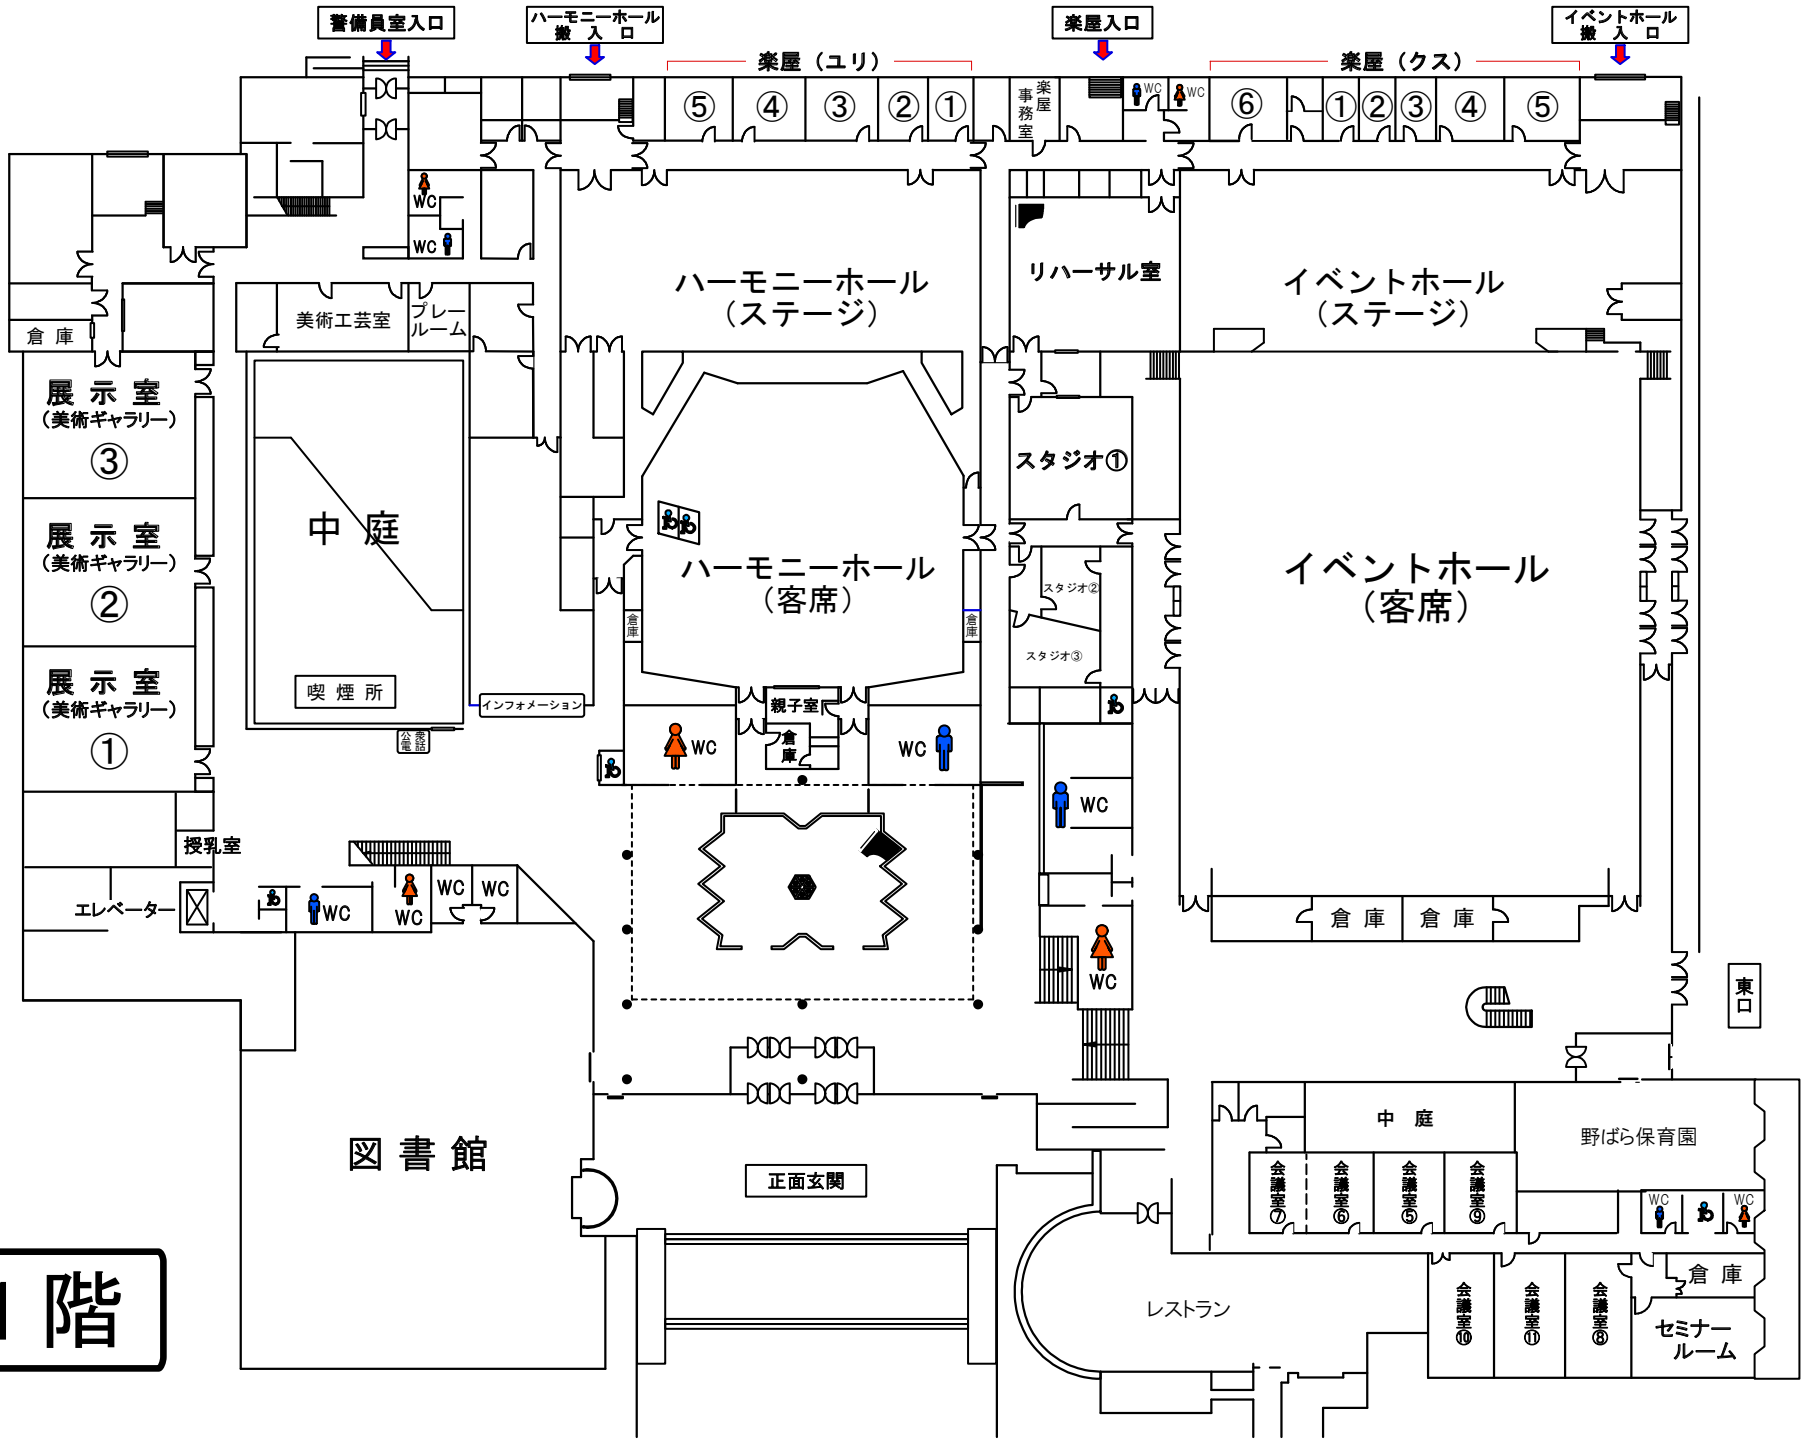 警備員室入口
ハーモニーホール
搬 入 口
楽屋入口
イベントホール
搬 入 口
楽屋（ユリ）
楽屋（クス）
⑤
④
③
②
①
楽屋
事務室
WC
WC
⑥
①
②
③
④
⑤
WC
WC
ハーモニーホール
（ステージ）
リハーサル室
イベントホール
（ステージ）
倉 庫
美術工芸室
プレー
ルーム
展 示 室
（美術ギャラリー）
③
中 庭
スタジオ①
展 示 室
（美術ギャラリー）
②
ハーモニーホール
（客席）
イベントホール
（客席）
スタジオ②
倉庫
倉庫
スタジオ③
展 示 室
（美術ギャラリー）
①
喫 煙 所
インフォメーション
公衆
電話
親子室
WC
倉庫
WC
WC
授乳室
エレベーター
WC
WC
WC
WC
倉 庫
倉 庫
WC
東口
図 書 館
正面玄関
中 庭
野ばら保育園
会議室⑦
会議室⑥
会議室⑤
会議室⑨
WC
WC
レストラン
会議室⑩
会議室⑪
会議室⑧
倉 庫
セミナー
ルーム
1 階